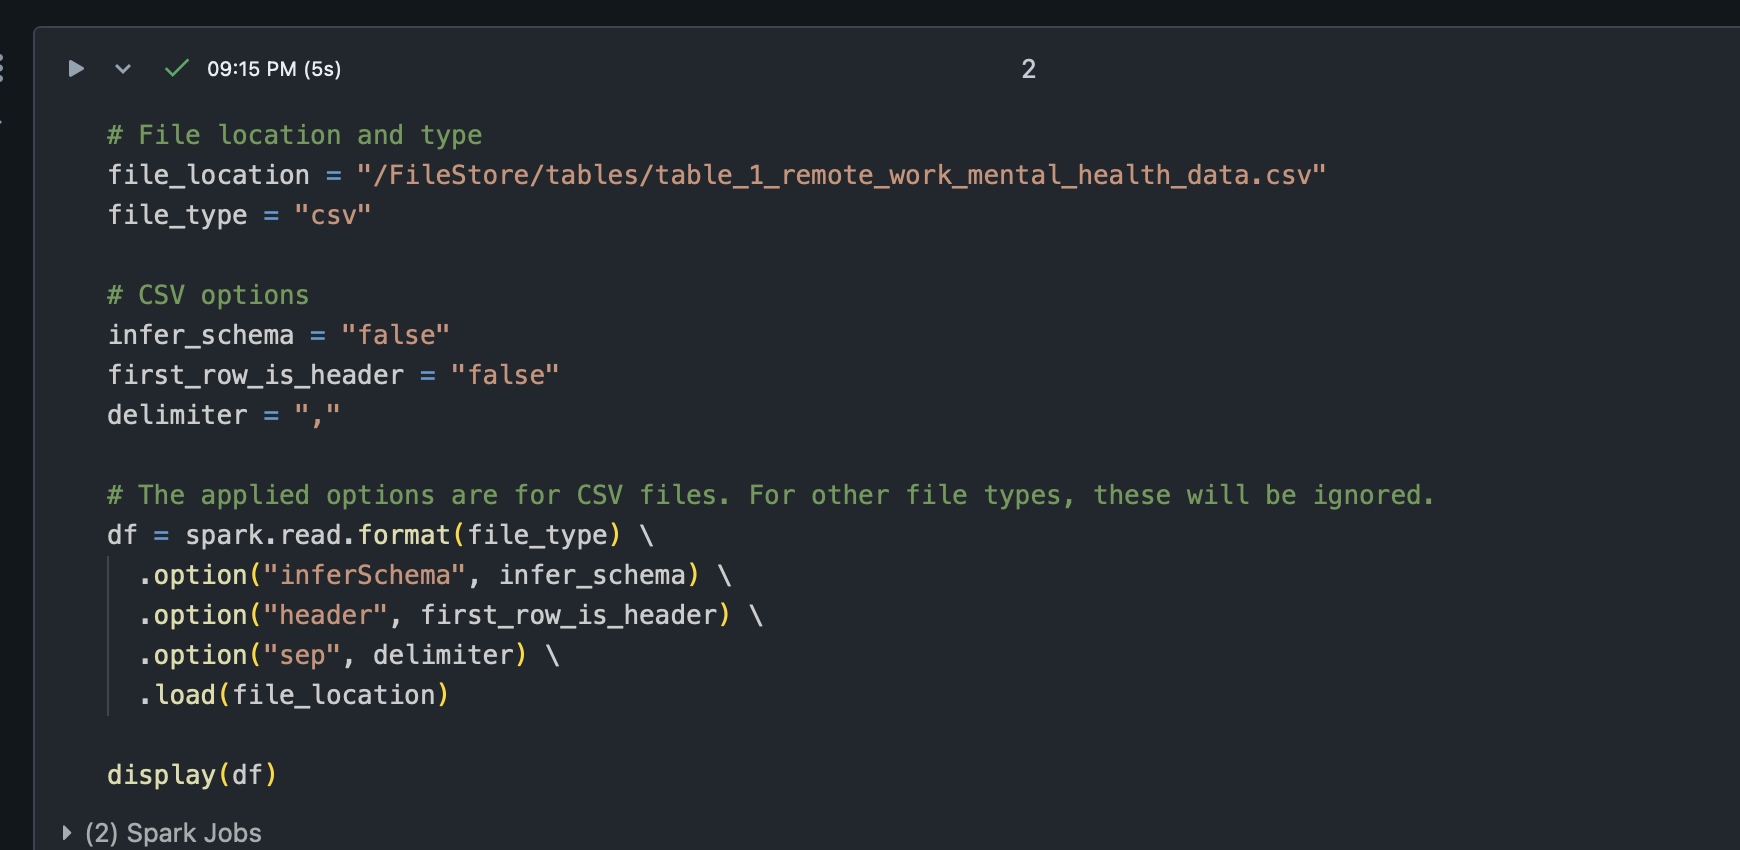 09:15 PM (5s)
2
# File location and type
file_location = "/FileStore/tables/table_1_remote_work_mental_health_data.csv"
file_type = "csv"
# CSV options
infer_schema = "false"
first_row_is_header = "false"
delimiter = ","
# The applied options are for CSV files. For other file types, these will be ignored.
df = spark.read.format(file_type) \
.option("inferSchema", infer_schema) \
.option("header", first_row_is_header) \
.option("sep", delimiter) \
.load(file_location)
display(df)
(2) Spark Jobs